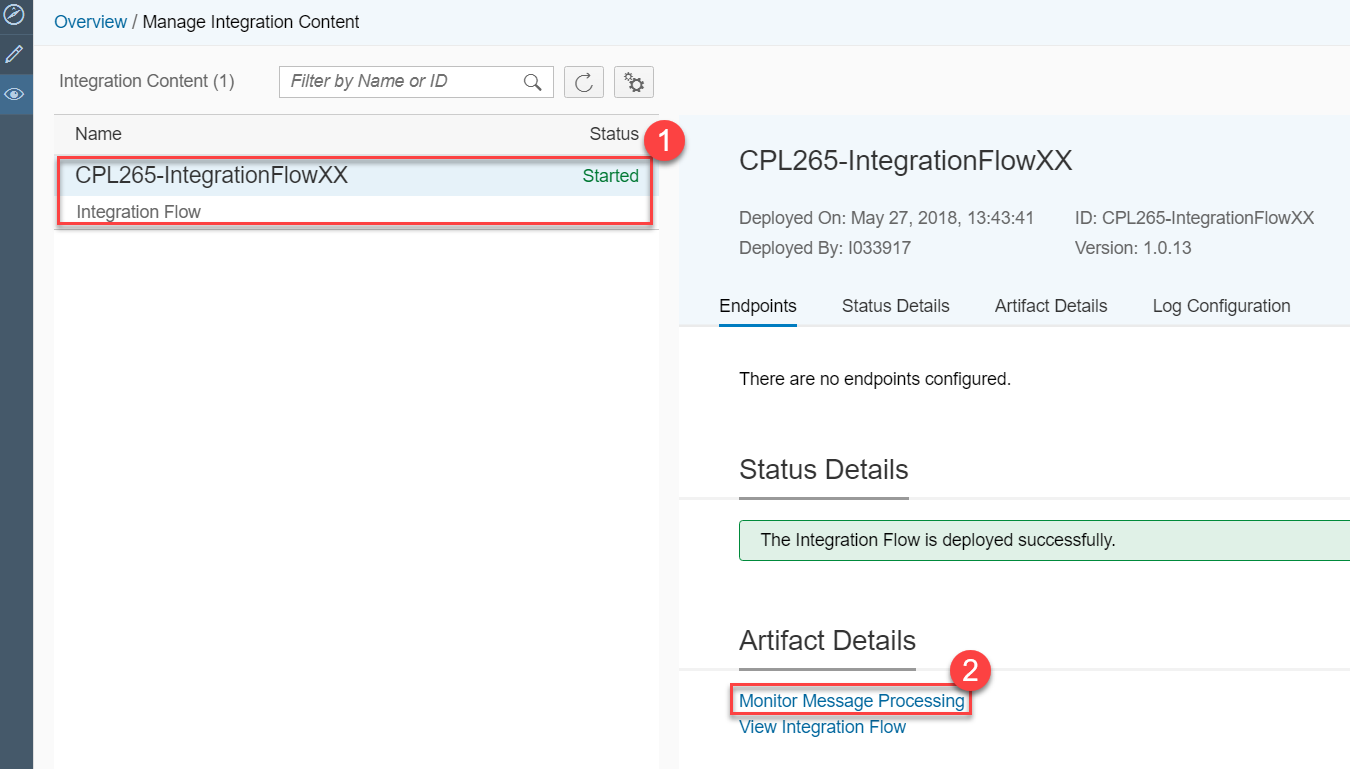 Overview / Manage Integration Content
Integration Content (1)
Filter by Name or ID
Name
Status
1
CPL265-IntegrationFlowXX
Started
Integration Flow
CPL265-IntegrationFlowXX
Deployed On: May 27, 2018, 13:43:41
ID: CPL265-IntegrationFlowXX
Deployed By: I033917
Version: 1.0.13
Endpoints
Status Details
Artifact Details
Log Configuration
There are no endpoints configured.
Status Details
The Integration Flow is deployed successfully.
Artifact Details
2
Monitor Message Processing
View Integration Flow